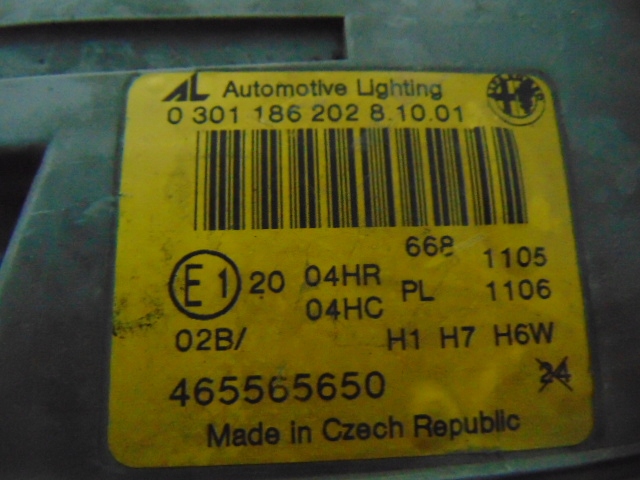 AL Automotive Lighting
0 301 186 202 8.10.01
668 1105
E1 20 04HR PL 1106
04HC
02B/ H1 H7 H6W
465565650 24
Made in Czech Republic